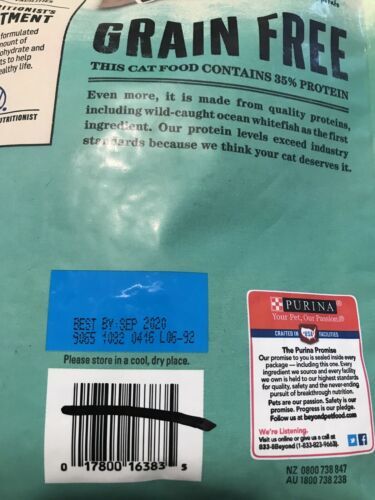 RITIONIST'S
TMENT
formulated
mount of
ohydrate and
ts to help
ealthy life.
UTRITIONIST
GRAIN FREE
THIS CAT FOOD CONTAINS 35% PROTEIN
Even more, it is made from quality proteins,
including wild-caught ocean whitefish as the first
ingredient. Our protein levels exceed industry
standards because we think your cat deserves it.
BEST BY SEP 2020
9065 1082 0416 L06-92
Please store in a cool, dry place.
0 17800 16383 5
PURINA®
Your Pet, Our Passion.®
CRAFTED IN USA FACILITIES
The Purina Promise
Our promise to you is sealed inside every
package — including this one. Every
ingredient we source and every facility
we own is held to our highest standards
for quality, safety and the never-ending
pursuit of breakthrough nutrition.
Pets are our passion. Safety is our
promise. Progress is our pledge.
Follow us at beyondpetfood.com
We're Listening.
Visit us online or give us a call at
833-8Beyond (1-833-823-9663).
NZ 0800 738 847
AU 1800 738 238